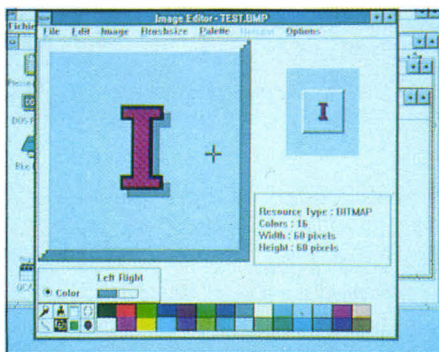 Image Editor - TEST.BMP
File Edit Image Brushsize Palette Hotspot Options
I
I
Resource Type : BITMAP
Colors : 16
Width : 60 pixels
Height : 60 pixels
Left Right
Color